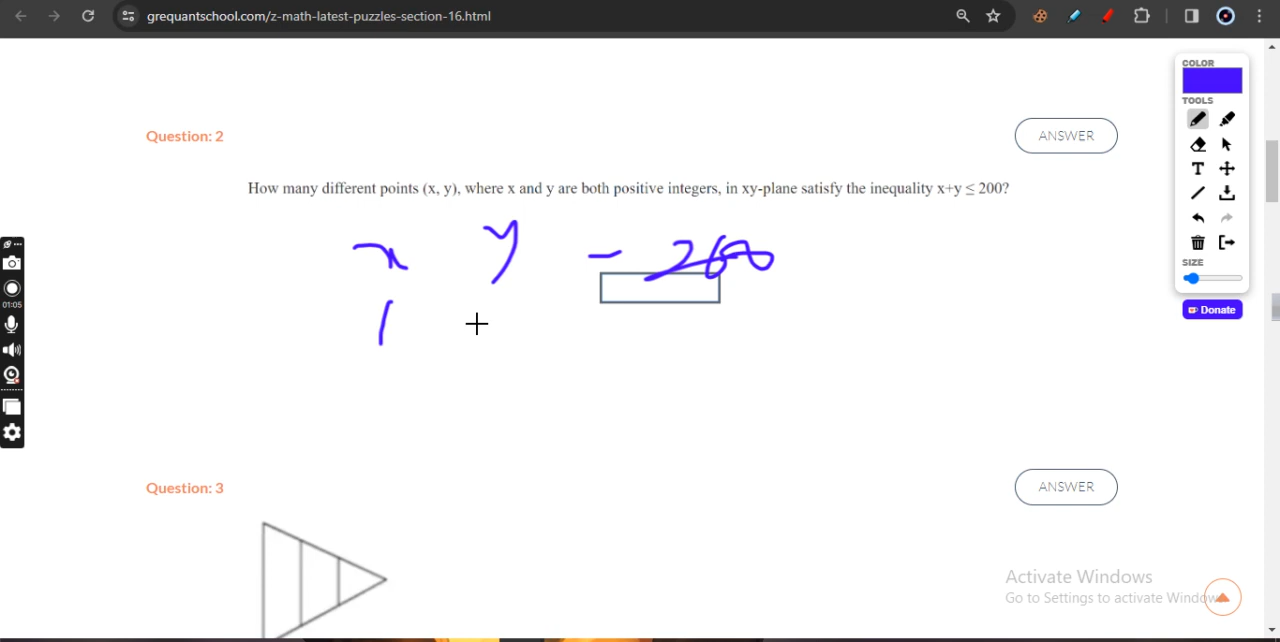 grequantschool.com/z-math-latest-puzzles-section-16.html
COLOR
TOOLS
Question: 2
ANSWER
How many different points (x, y), where x and y are both positive integers, in xy-plane satisfy the inequality x+y ≤ 200?
T
x y - 200
SIZE
1
01:05
Donate
Question: 3
ANSWER
Activate Windows
Go to Settings to activate Window